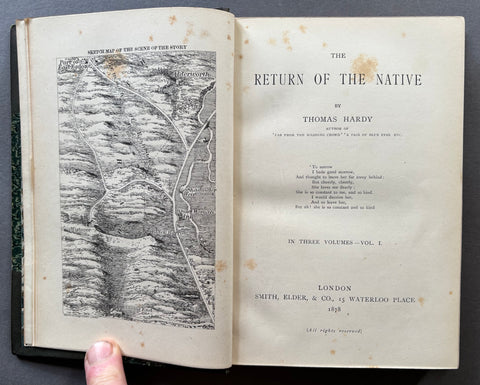 SKETCH MAP OF THE SCENE OF THE STORY
THE
RETURN OF THE NATIVE
BY
THOMAS HARDY
AUTHOR OF
"FAR FROM THE MADDING CROWD" "A PAIR OF BLUE EYES" ETC.
'To sorrow
I bade good morrow,
And thought to leave her far away behind;
But cheerly, cheerly,
She loves me dearly;
She is so constant to me, and so kind.
I would deceive her,
And so leave her,
But ah! she is so constant and so kind
IN THREE VOLUMES—VOL. I.
LONDON
SMITH, ELDER, & CO., 15 WATERLOO PLACE
1878
(All rights reserved)